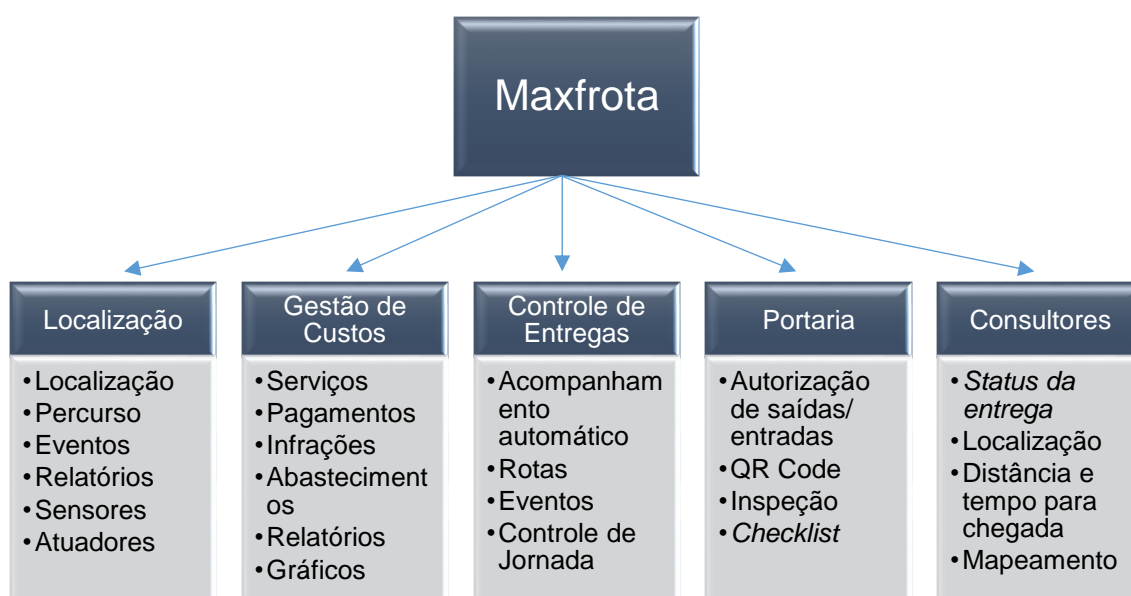 Maxfrota
Localização
•Localização
•Percurso
•Eventos
•Relatórios
•Sensores
•Atuadores
Gestão de
Custos
•Serviços
•Pagamentos
•Infrações
•Abasteciment
os
•Relatórios
•Gráficos
Controle de
Entregas
•Acompanham
ento
automático
•Rotas
•Eventos
•Controle de
Jornada
Portaria
•Autorização
de saídas/
entradas
•QR Code
•Inspeção
•Checklist
Consultores
•Status da
entrega
•Localização
•Distância e
tempo para
chegada
•Mapeamento